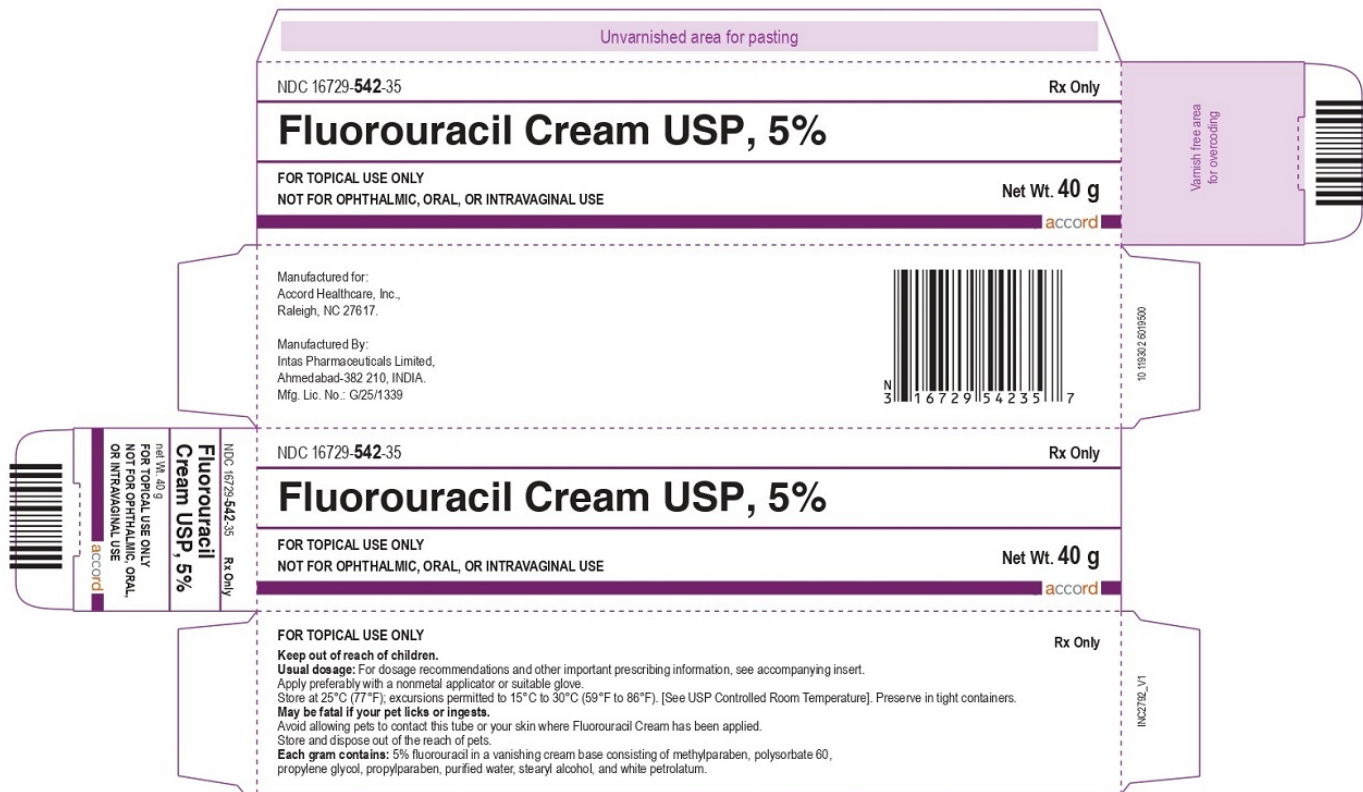 Unvarnished area for pasting
NDC 16729-542-35
Rx Only
Fluorouracil Cream USP, 5%
FOR TOPICAL USE ONLY
NOT FOR OPHTHALMIC, ORAL, OR INTRAVAGINAL USE
Net Wt. 40 g
accord
Varnish free area
for overcoding
Manufactured for:
Accord Healthcare, Inc.,
Raleigh, NC 27617.
Manufactured By:
Intas Pharmaceuticals Limited,
Ahmedabad-382 210, INDIA.
Mfg. Lic. No.: G/25/1339
N
3 16729 54235 7
10 11930 2 6019500
NDC 16729-542-35
Rx Only
Fluorouracil
Cream USP, 5%
net Wt. 40 g
FOR TOPICAL USE ONLY
NOT FOR OPHTHALMIC, ORAL,
OR INTRAVAGINAL USE
accord
NDC 16729-542-35
Rx Only
Fluorouracil Cream USP, 5%
FOR TOPICAL USE ONLY
NOT FOR OPHTHALMIC, ORAL, OR INTRAVAGINAL USE
Net Wt. 40 g
accord
FOR TOPICAL USE ONLY
Rx Only
Keep out of reach of children.
Usual dosage: For dosage recommendations and other important prescribing information, see accompanying insert.
Apply preferably with a nonmetal applicator or suitable glove.
Store at 25°C (77°F); excursions permitted to 15°C to 30°C (59°F to 86°F). [See USP Controlled Room Temperature]. Preserve in tight containers.
May be fatal if your pet licks or ingests.
Avoid allowing pets to contact this tube or your skin where Fluorouracil Cream has been applied.
Store and dispose out of the reach of pets.
Each gram contains: 5% fluorouracil in a vanishing cream base consisting of methylparaben, polysorbate 60,
propylene glycol, propylparaben, purified water, stearyl alcohol, and white petrolatum.
INC2792_V1